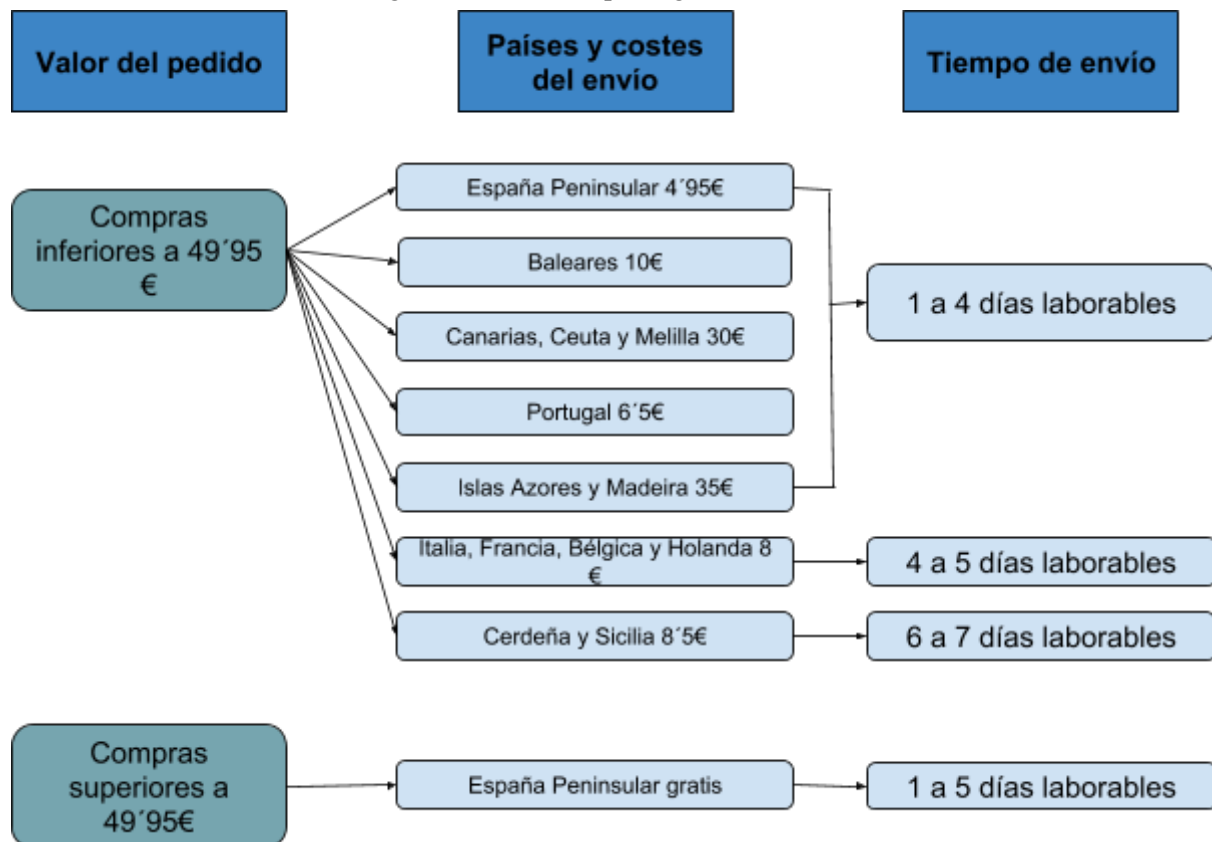 Valor del pedido
Países y costes
del envío
Tiempo de envío
Compras
inferiores a 49´95
€
España Peninsular 4´95€
Baleares 10€
Canarias, Ceuta y Melilla 30€
Portugal 6´5€
Islas Azores y Madeira 35€
Italia, Francia, Bélgica y Holanda 8
€
Cerdeña y Sicilia 8´5€
1 a 4 días laborables
4 a 5 días laborables
6 a 7 días laborables
Compras
superiores a
49´95€
España Peninsular gratis
1 a 5 días laborables